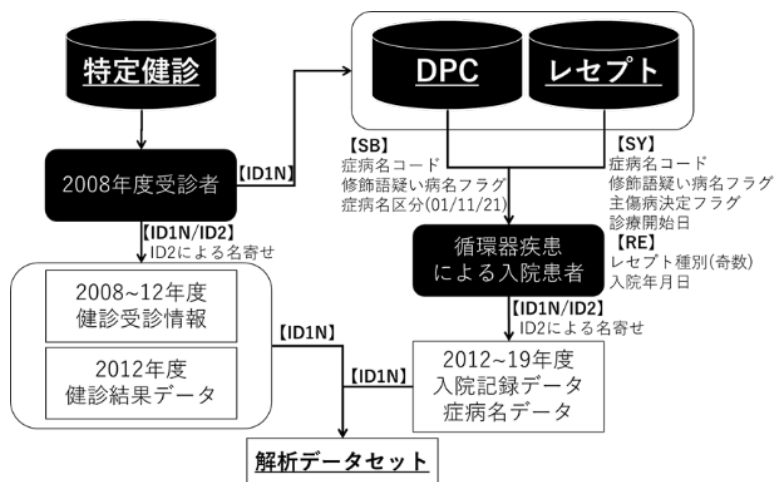 特定健診
DPC
レセプト
2008年度受診者
【ID1N】
【SB】
症病名コード
修飾語疑い病名フラグ
症病名区分(01/11/21)
【SY】
症病名コード
修飾語疑い病名フラグ
主傷病決定フラグ
診療開始日
【RE】
レセプト種別(奇数)
入院年月日
循環器疾患
による入院患者
【ID1N/ID2】
ID2による名寄せ
【ID1N/ID2】
ID2による名寄せ
2008~12年度
健診受診情報
2012年度
健診結果データ
【ID1N】
【ID1N】
2012~19年度
入院記録データ
症病名データ
解析データセット